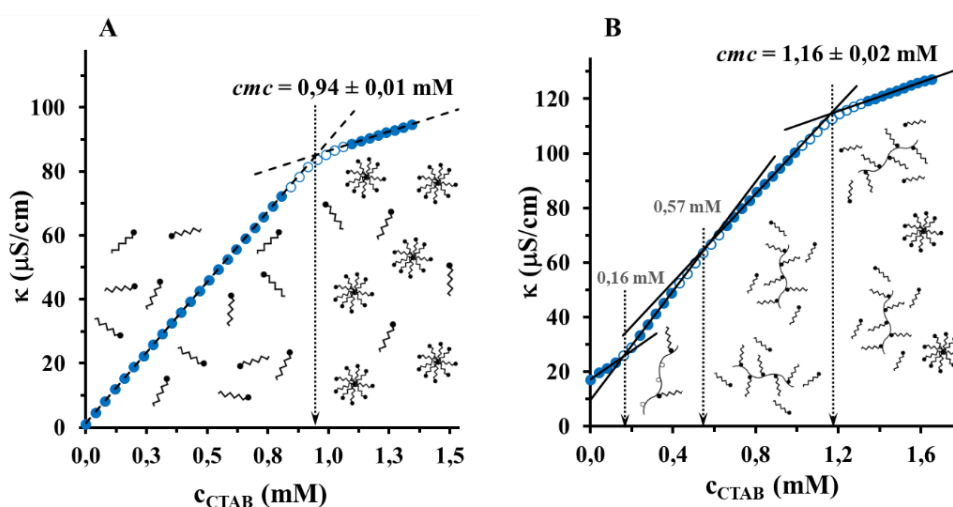 A
cmc = 0,94 ± 0,01 mM
100
80
60
40
20
0
κ (µS/cm)
0,0 0,3 0,5 0,8 1,0 1,3 1,5
cCTAB (mM)
B
cmc = 1,16 ± 0,02 mM
120
100
80
60
40
20
0
κ (µS/cm)
0,57 mM
0,16 mM
0,0 0,4 0,8 1,2 1,6
cCTAB (mM)